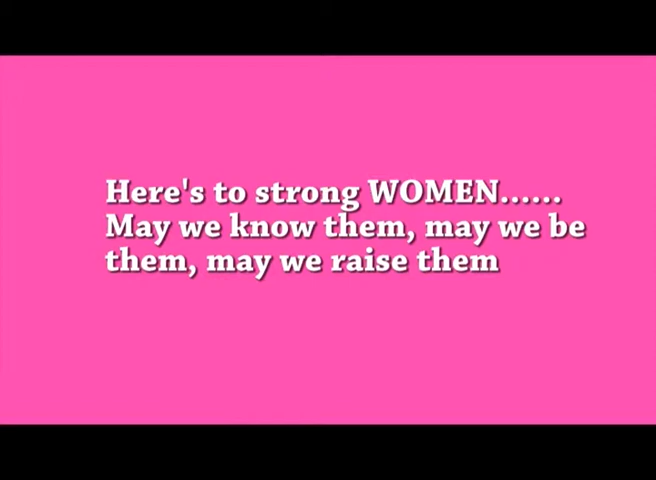 Here's to strong WOMEN......
May we know them, may we be
them, may we raise them